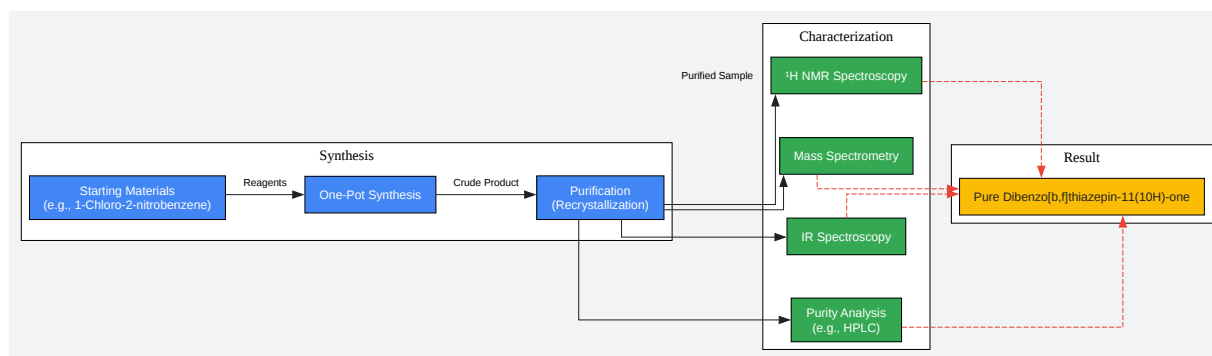 Characterization
¹H NMR Spectroscopy
Purified Sample
Mass Spectrometry
Synthesis
Result
Starting Materials
(e.g., 1-Chloro-2-nitrobenzene)
Reagents
One-Pot Synthesis
Crude Product
Purification
(Recrystallization)
Pure Dibenzo[b,f]thiazepin-11(10H)-one
IR Spectroscopy
Purity Analysis
(e.g., HPLC)